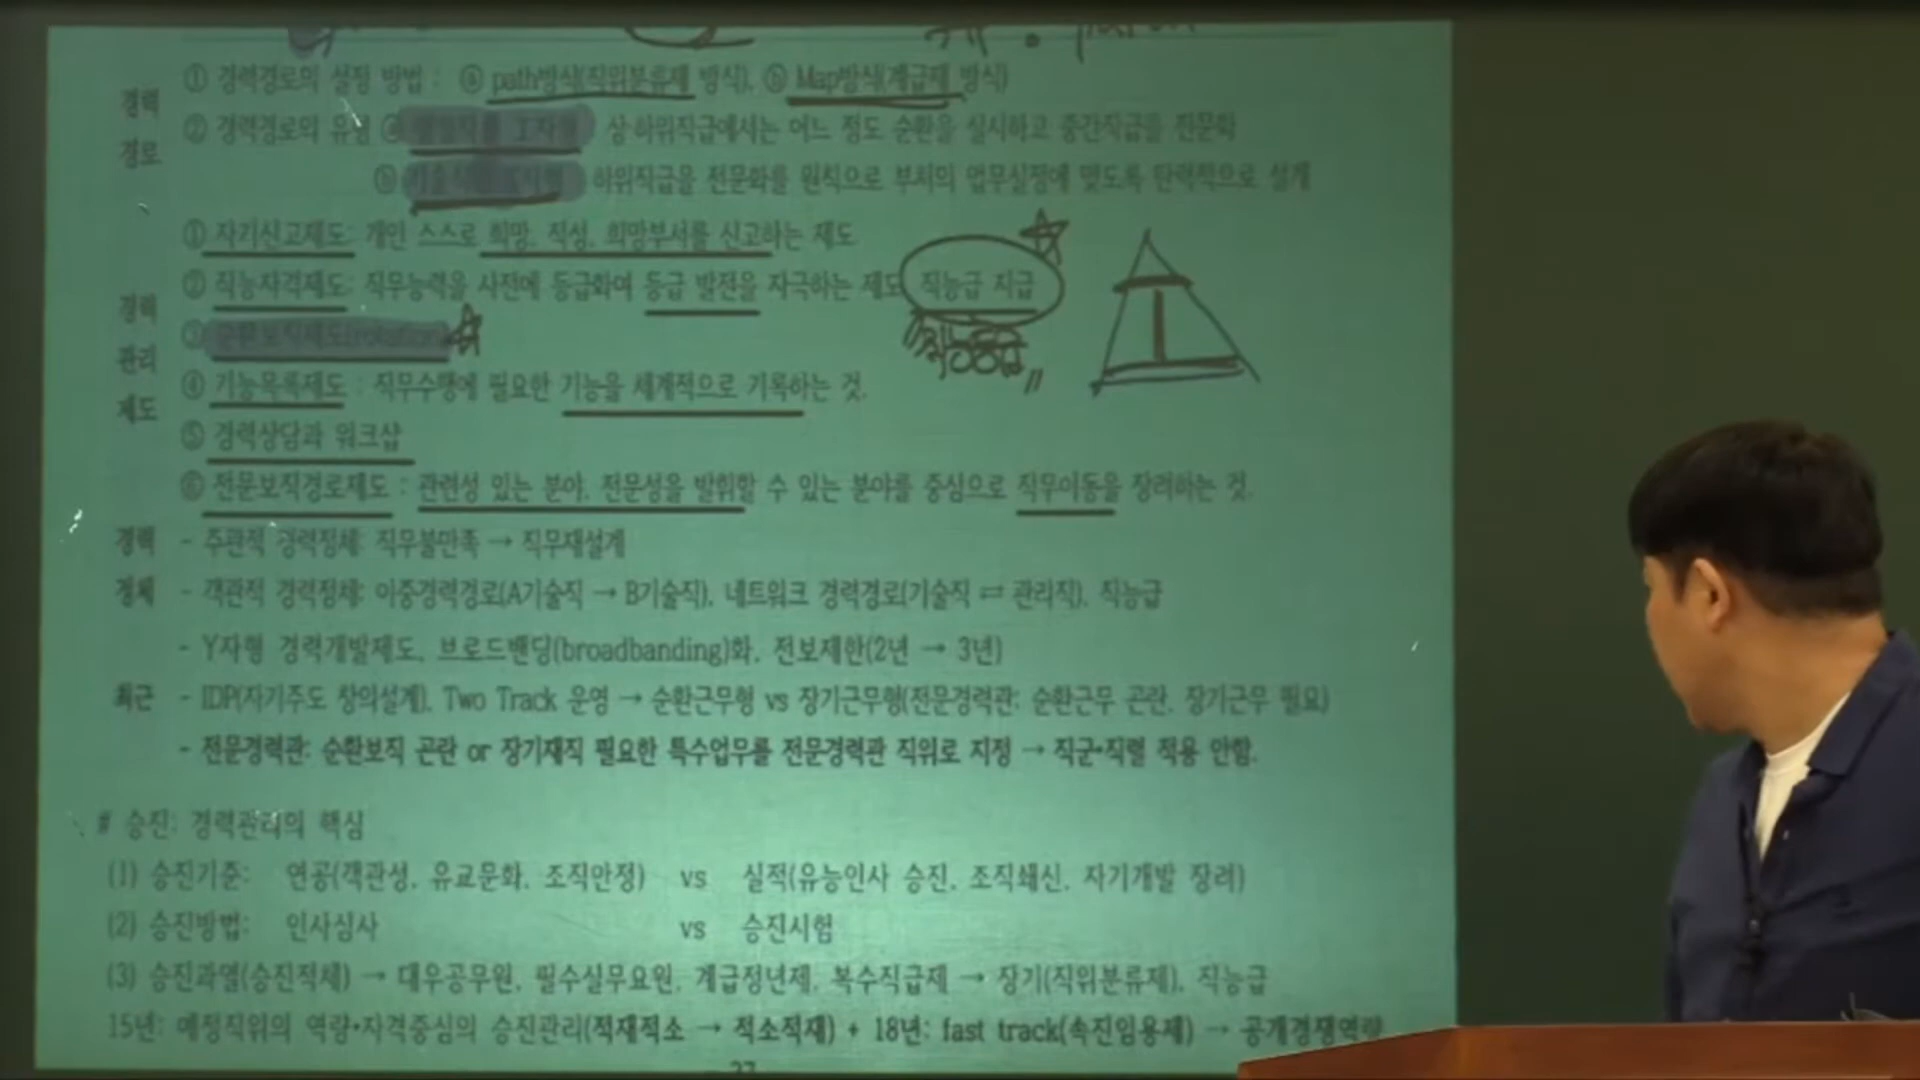 ① 경력경로의 설정 방법 : ⓐ path방식(직위분류제 방식), ⓑ Map방식(계급제 방식)
경력
② 경력경로의 유형 ⓐ 工자형 상·하위직급에서는 어느 정도 순환을 실시하고 중간직급을 전문화
경로
ⓑ 하위직급을 전문화를 원칙으로 부처의 업무실정에 맞도록 탄력적으로 설계
① 자기신고제도: 개인 스스로 희망, 적성, 희망부서를 신고하는 제도
② 직능자격제도: 직무능력을 사전에 등급화하여 등급 발전을 자극하는 제도 직능급 지급
경력
③ 순환보직제도(rotation)
관리
④ 기능목록제도 : 직무수행에 필요한 기능을 체계적으로 기록하는 것.
제도
⑤ 경력상담과 워크샵
⑥ 전문보직경로제도 : 관련성 있는 분야, 전문성을 발휘할 수 있는 분야를 중심으로 직무이동을 장려하는 것.
경력 - 주관적 경력정체: 직무불만족 → 직무재설계
정체 - 객관적 경력정체: 이중경력경로(A기술직 → B기술직), 네트워크 경력경로(기술직 ⇄ 관리직), 직능급
- Y자형 경력개발제도, 브로드밴딩(broadbanding)화, 전보제한(2년 → 3년)
최근 - IDP(자기주도 창의설계), Two Track 운영 → 순환근무형 vs 장기근무형(전문경력관: 순환근무 곤란, 장기근무 필요)
- 전문경력관: 순환보직 곤란 or 장기재직 필요한 특수업무를 전문경력관 직위로 지정 → 직군•직렬 적용 안함.
# 승진: 경력관리의 핵심
(1) 승진기준: 연공(객관성, 유교문화, 조직안정) vs 실적(유능인사 승진, 조직쇄신, 자기개발 장려)
(2) 승진방법: 인사심사 vs 승진시험
(3) 승진과열(승진적체) → 대우공무원, 필수실무요원, 계급정년제, 복수직급제 → 장기(직위분류제), 직능급
15년: 예정직위의 역량•자격중심의 승진관리(적재적소 → 적소적재) + 18년: fast track(속진임용제) → 공개경쟁역량